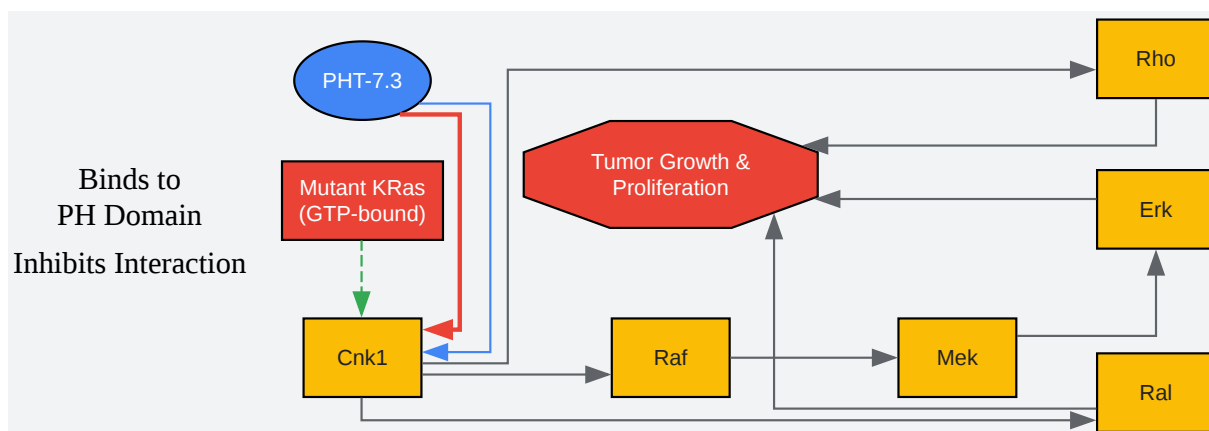 PHT-7.3
Rho
Tumor Growth &
Proliferation
Binds to
PH Domain
Inhibits Interaction
Mutant KRas
(GTP-bound)
Erk
Cnk1
Raf
Mek
Ral